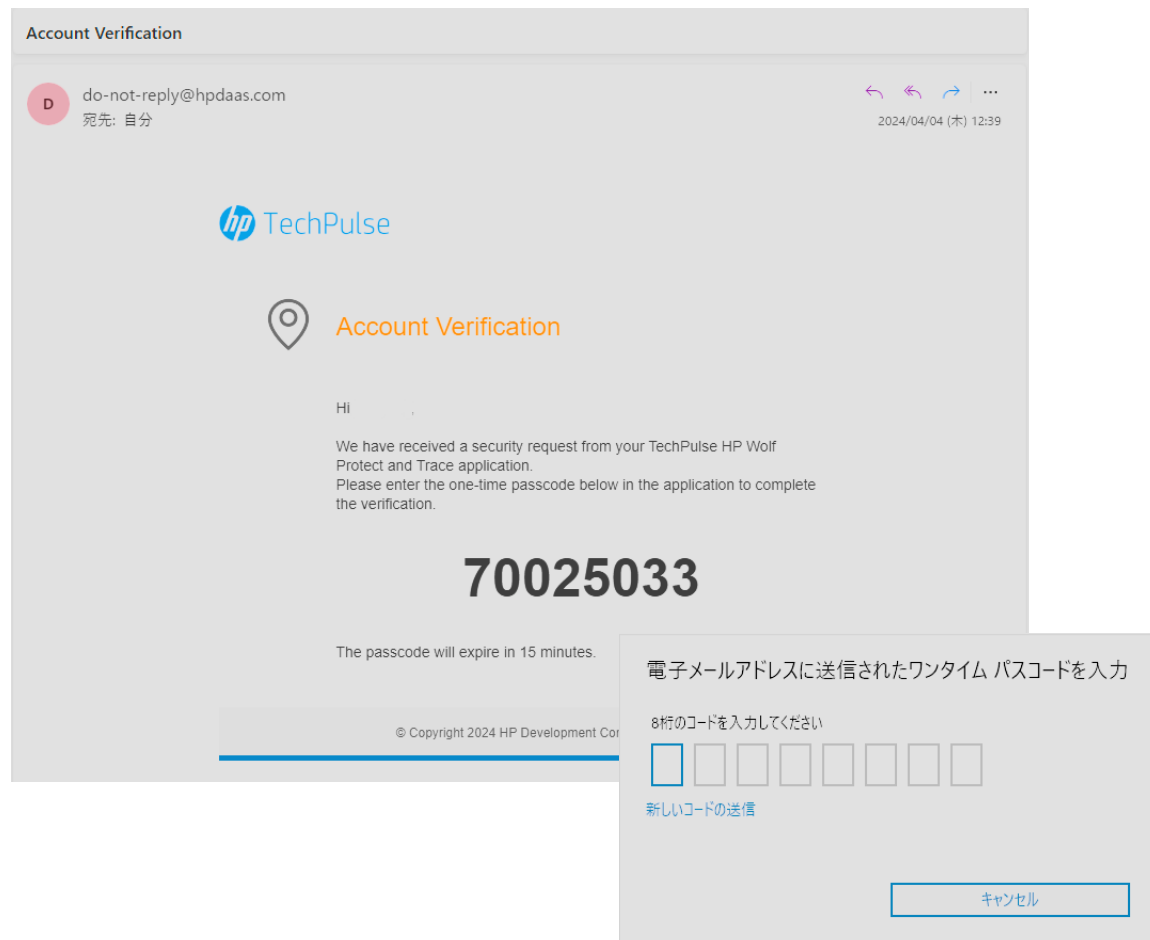 Account Verification
D
do-not-reply@hpdaas.com
宛先: 自分
2024/04/04 (木) 12:39
hp TechPulse
Account Verification
Hi ,
We have received a security request from your TechPulse HP Wolf
Protect and Trace application.
Please enter the one-time passcode below in the application to complete
the verification.
70025033
The passcode will expire in 15 minutes.
© Copyright 2024 HP Development Cor
電子メールアドレスに送信されたワンタイム パスコードを入力
8桁のコードを入力してください
新しいコードの送信
キャンセル